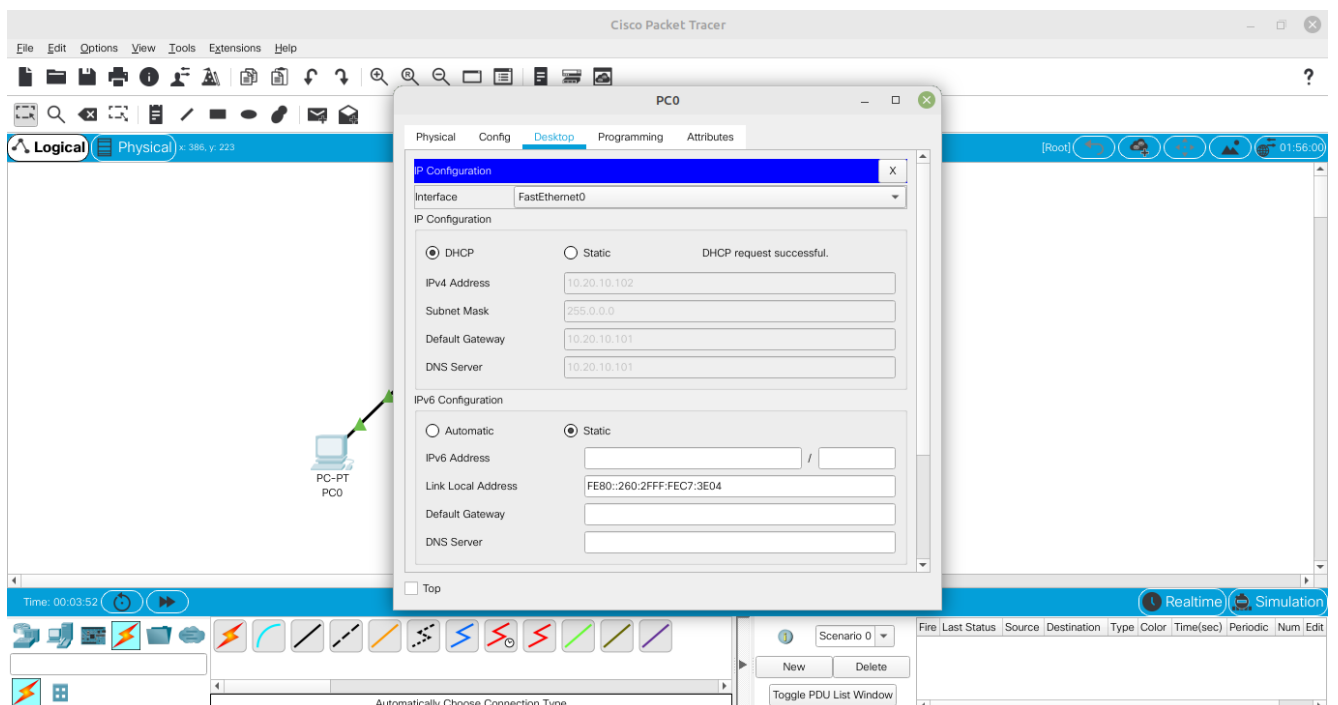 Cisco Packet Tracer
File Edit Options View Tools Extensions Help
?
PC0
Physical Config Desktop Programming Attributes
Logical Physical x: 386, y: 223
[Root] 01:56:00
IP Configuration X
Interface FastEthernet0
IP Configuration
DHCP Static DHCP request successful.
IPv4 Address 10.20.10.102
Subnet Mask 255.0.0.0
Default Gateway 10.20.10.101
DNS Server 10.20.10.101
IPv6 Configuration
Automatic Static
IPv6 Address /
Link Local Address FE80::260:2FFF:FEC7:3E04
Default Gateway
DNS Server
PC-PT
PC0
Top
Time: 00:03:52 Realtime Simulation
Scenario 0
Fire Last Status Source Destination Type Color Time(sec) Periodic Num Edit
New Delete
Toggle PDU List Window
Automatically Choose Connection Type